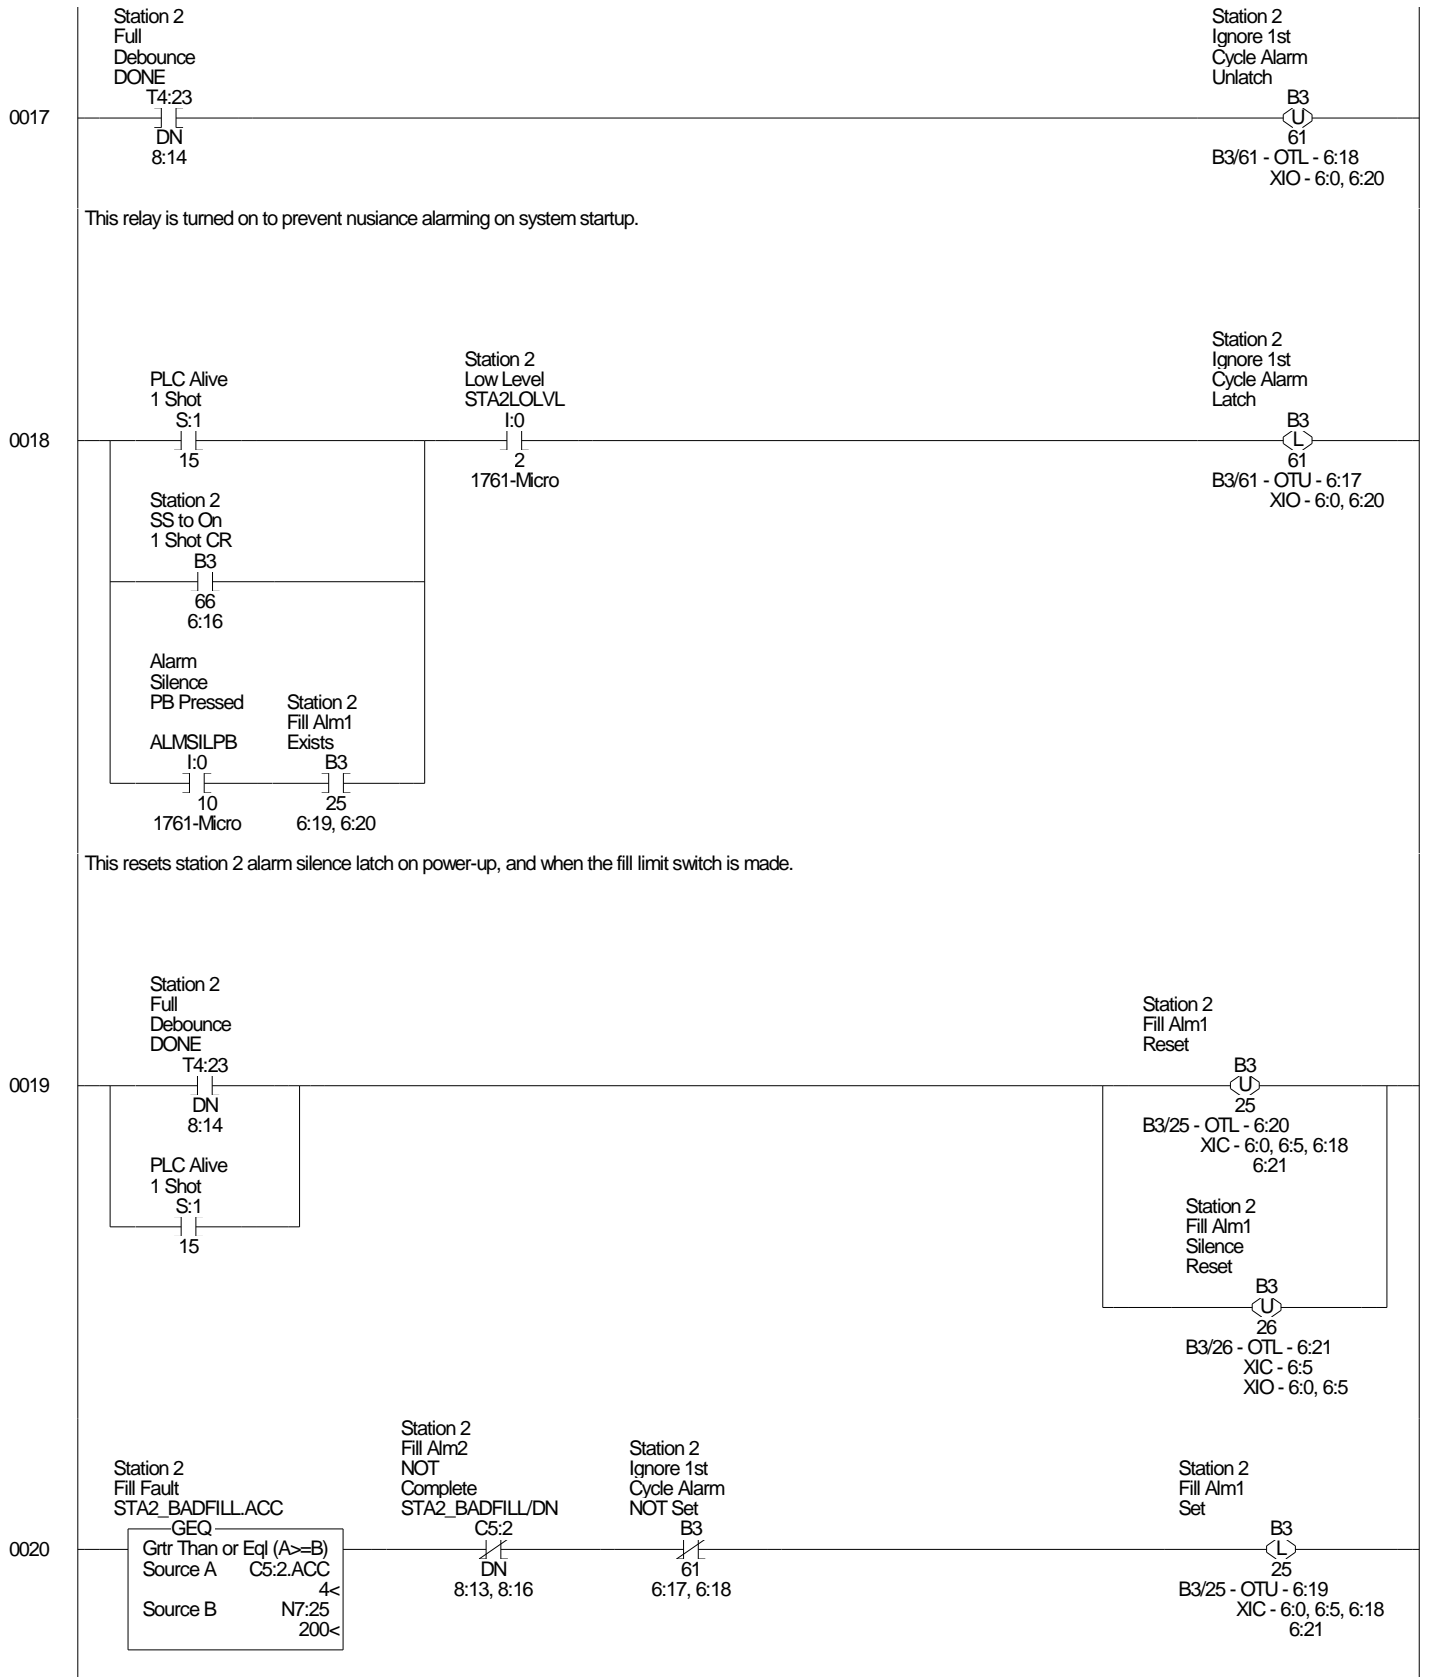 Station 2
Full
Debounce
DONE
T4:23
DN
8:14
Station 2
Ignore 1st
Cycle Alarm
Unlatch
B3
U
61
B3/61 - OTL - 6:18
XIO - 6:0, 6:20
0017
This relay is turned on to prevent nusiance alarming on system startup.
PLC Alive
1 Shot
S:1
15
Station 2
Low Level
STA2LOLVL
I:0
2
1761-Micro
Station 2
Ignore 1st
Cycle Alarm
Latch
B3
L
61
B3/61 - OTU - 6:17
XIO - 6:0, 6:20
0018
Station 2
SS to On
1 Shot CR
B3
66
6:16
Alarm
Silence
PB Pressed
ALMSILPB
I:0
10
1761-Micro
Station 2
Fill Alm1
Exists
B3
25
6:19, 6:20
This resets station 2 alarm silence latch on power-up, and when the fill limit switch is made.
Station 2
Full
Debounce
DONE
T4:23
DN
8:14
Station 2
Fill Alm1
Reset
B3
U
25
B3/25 - OTL - 6:20
XIC - 6:0, 6:5, 6:18
6:21
0019
PLC Alive
1 Shot
S:1
15
Station 2
Fill Alm1
Silence
Reset
B3
U
26
B3/26 - OTL - 6:21
XIC - 6:5
XIO - 6:0, 6:5
Station 2
Fill Fault
STA2_BADFILL.ACC
GEQ
Grtr Than or Eql (A>=B)
Source A C5:2.ACC
4<
Source B N7:25
200<
Station 2
Fill Alm2
NOT
Complete
STA2_BADFILL/DN
C5:2
DN
8:13, 8:16
Station 2
Ignore 1st
Cycle Alarm
NOT Set
B3
61
6:17, 6:18
Station 2
Fill Alm1
Set
B3
L
25
B3/25 - OTU - 6:19
XIC - 6:0, 6:5, 6:18
6:21
0020